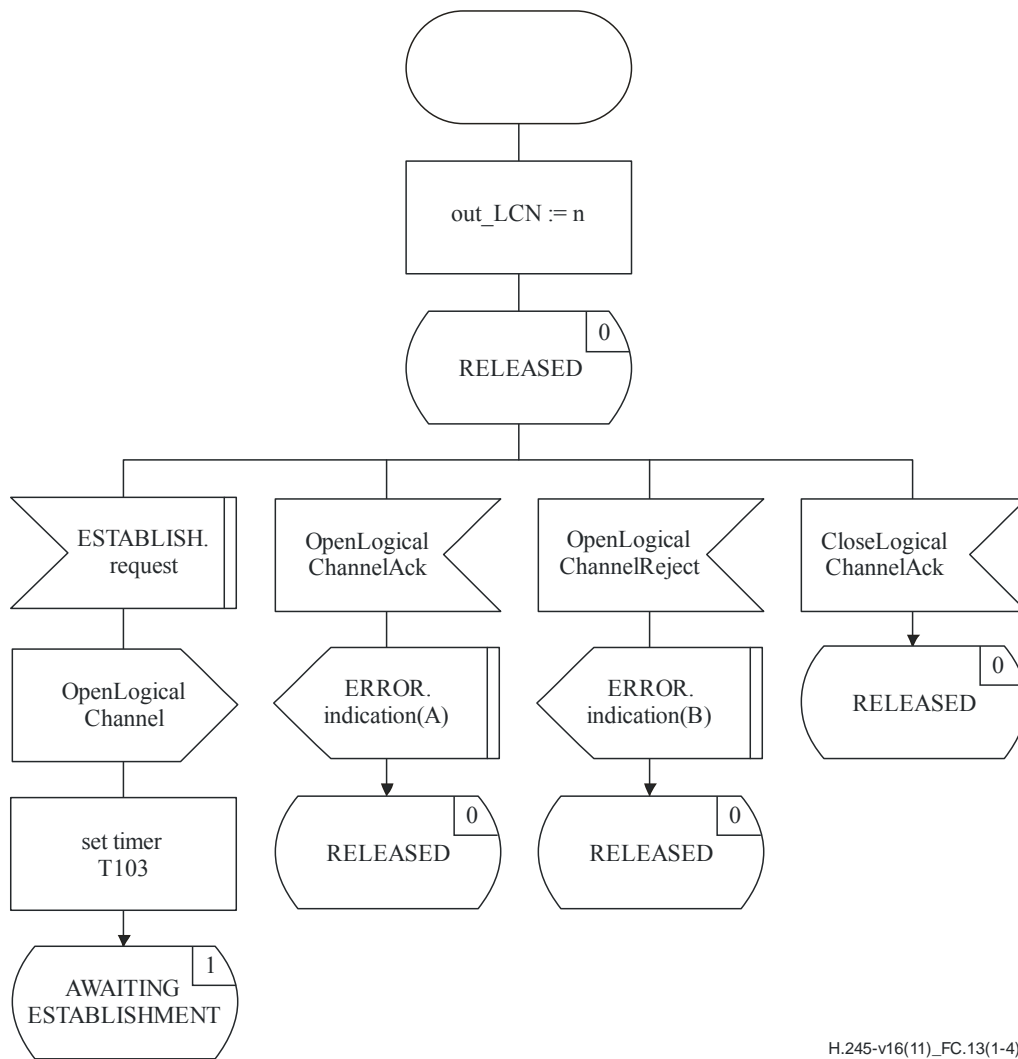 out_LCN := n
0
RELEASED
ESTABLISH.
request
OpenLogical
ChannelAck
OpenLogical
ChannelReject
CloseLogical
ChannelAck
OpenLogical
Channel
ERROR.
indication(A)
ERROR.
indication(B)
0
RELEASED
set timer
T103
0
RELEASED
0
RELEASED
1
AWAITING
ESTABLISHMENT
H.245-v16(11)_FC.13(1-4)